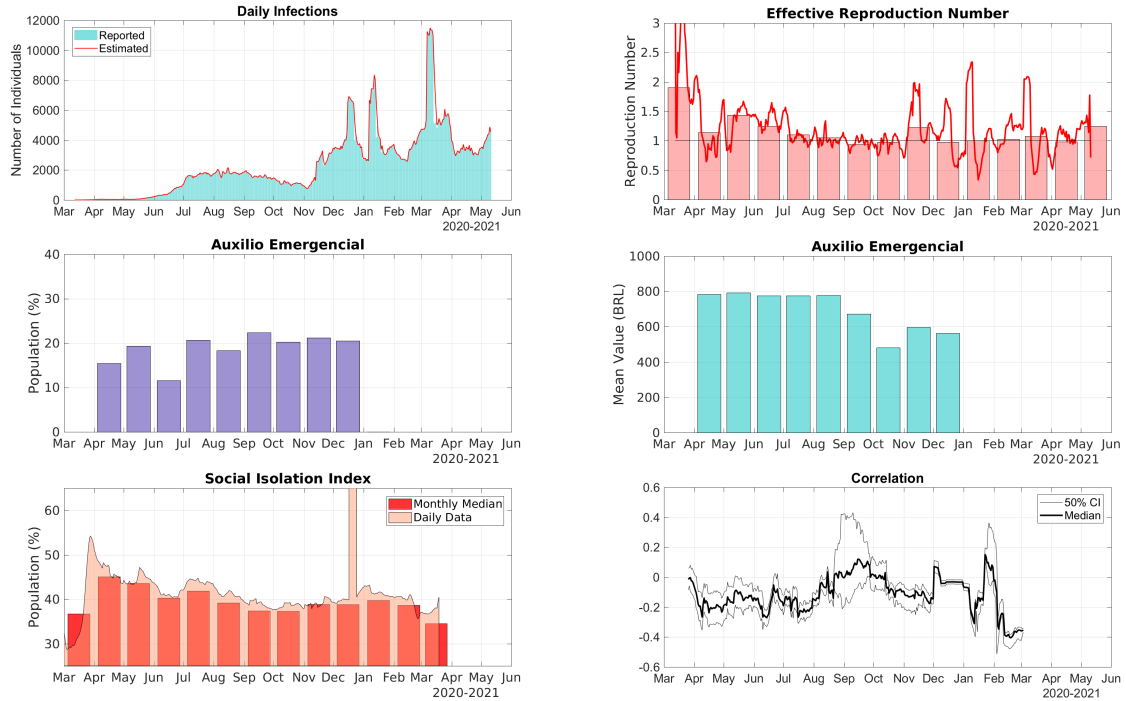 Daily Infections
Number of Individuals
12000
10000
8000
6000
4000
2000
0
Reported
Estimated
Mar Apr May Jun Jul Aug Sep Oct Nov Dec Jan Feb Mar Apr May Jun
2020-2021
Effective Reproduction Number
Reproduction Number
3
2.5
2
1.5
1
0.5
0
Mar Apr May Jun Jul Aug Sep Oct Nov Dec Jan Feb Mar Apr May Jun
2020-2021
Auxilio Emergencial
Population (%)
40
30
20
10
0
Mar Apr May Jun Jul Aug Sep Oct Nov Dec Jan Feb Mar Apr May Jun
2020-2021
Auxilio Emergencial
Mean Value (BRL)
1000
800
600
400
200
0
Mar Apr May Jun Jul Aug Sep Oct Nov Dec Jan Feb Mar Apr May Jun
2020-2021
Social Isolation Index
Population (%)
60
50
40
30
Monthly Median
Daily Data
Mar Apr May Jun Jul Aug Sep Oct Nov Dec Jan Feb Mar Apr May Jun
2020-2021
Correlation
0.6
0.4
0.2
0
-0.2
-0.4
-0.6
50% CI
Median
Mar Apr May Jun Jul Aug Sep Oct Nov Dec Jan Feb Mar Apr May Jun
2020-2021